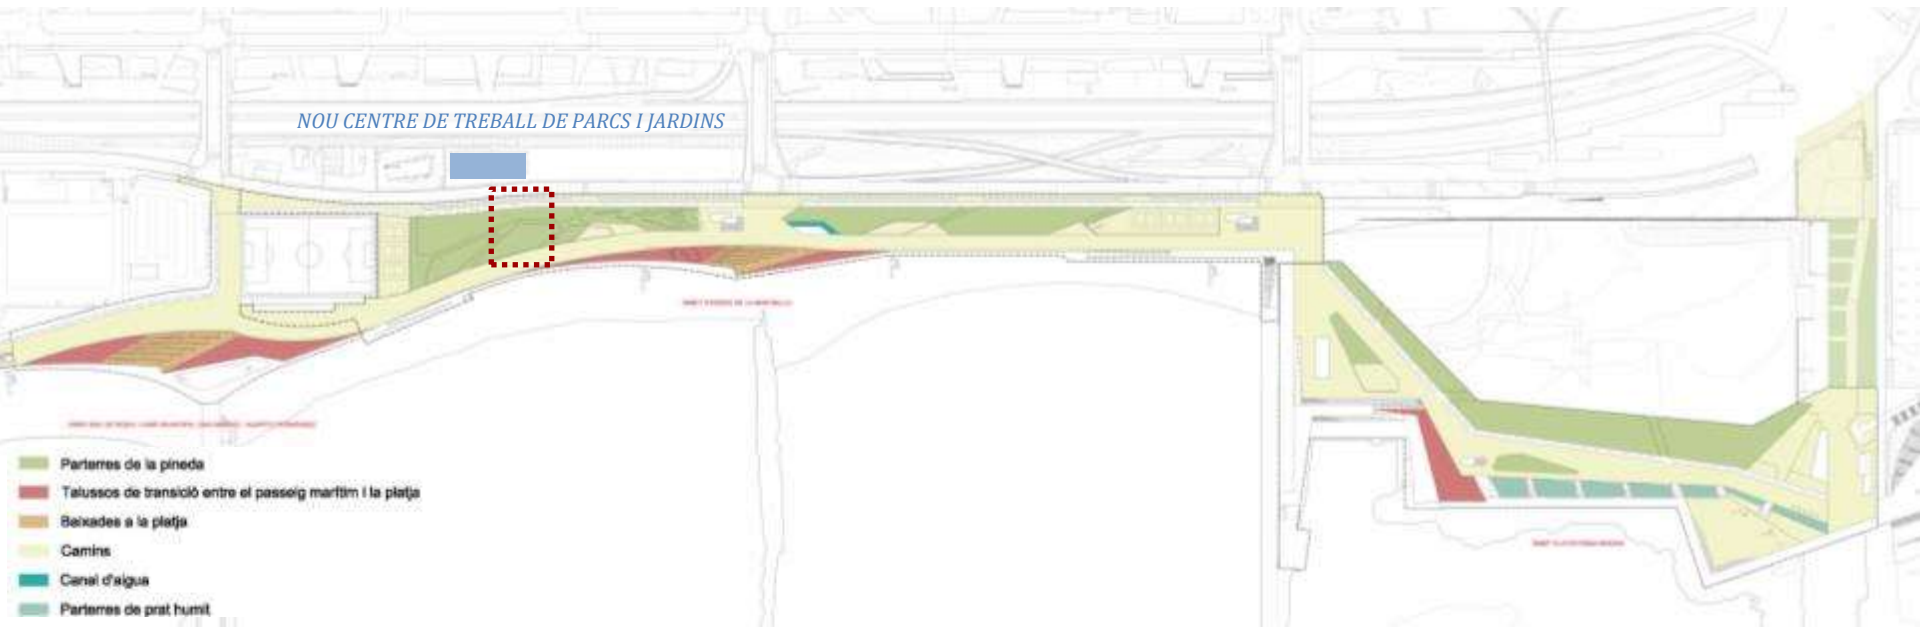 NOU CENTRE DE TREBALL DE PARCS I JARDINS
Parterres de la pineda
Talussos de transició entre el passeig marítim i la platja
Baixades a la platja
Camins
Canal d'aigua
Parterres de prat humit